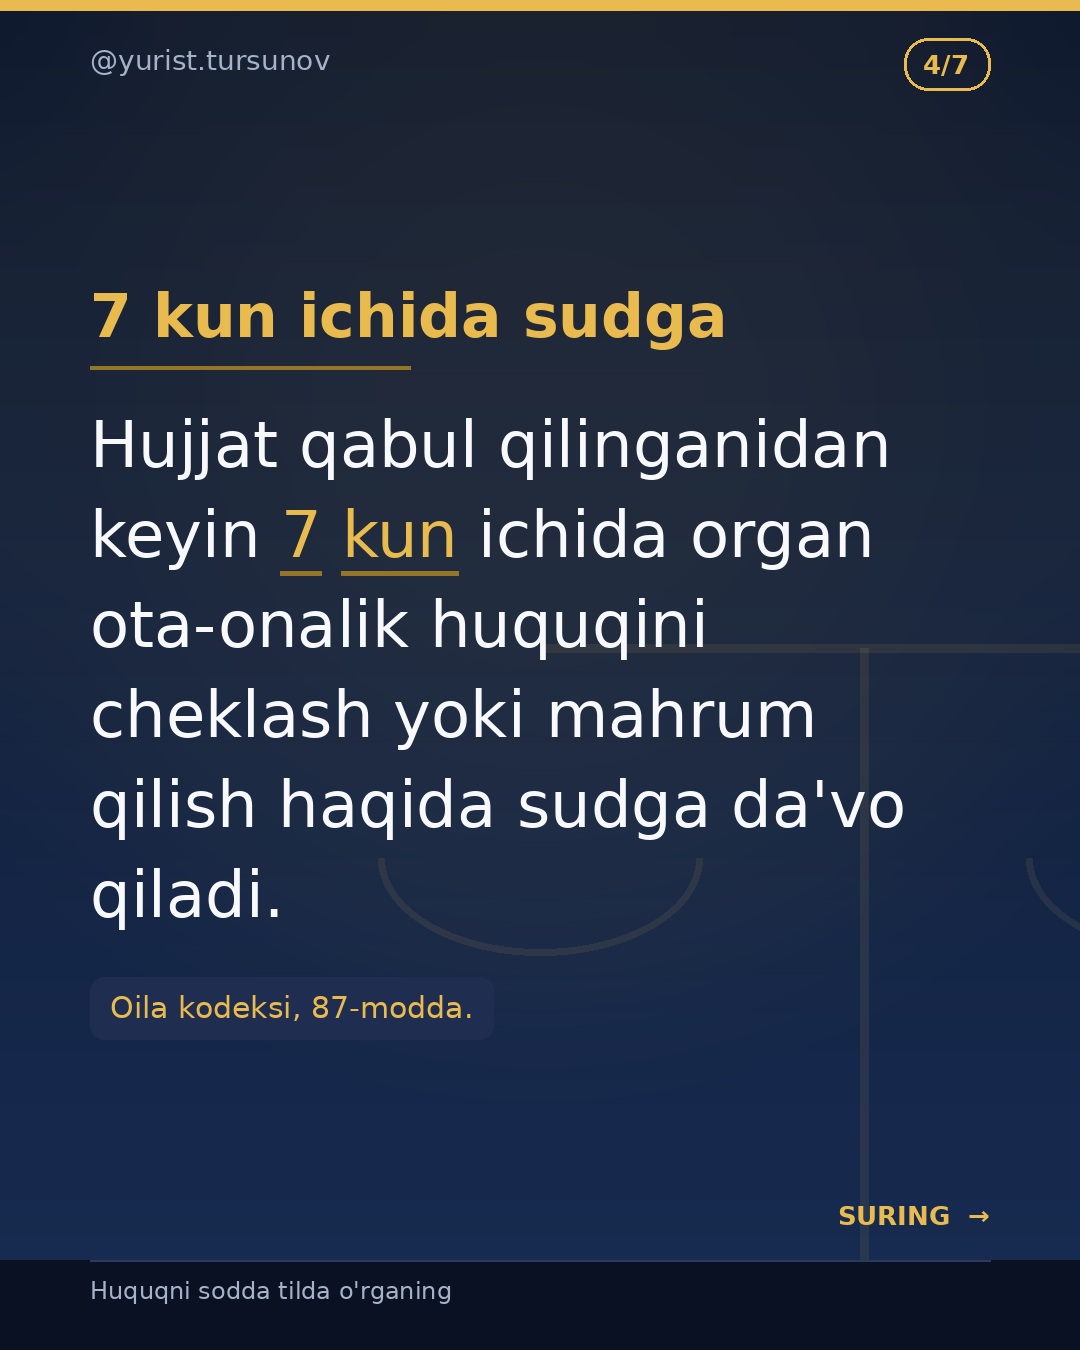 @yurist.tursunov
4/7
7 kun ichida sudga
Hujjat qabul qilinganidan
keyin 7 kun ichida organ
ota-onalik huquqini
cheklash yoki mahrum
qilish haqida sudga da'vo
qiladi.
Oila kodeksi, 87-modda.
SURING →
Huquqni sodda tilda o'rganing